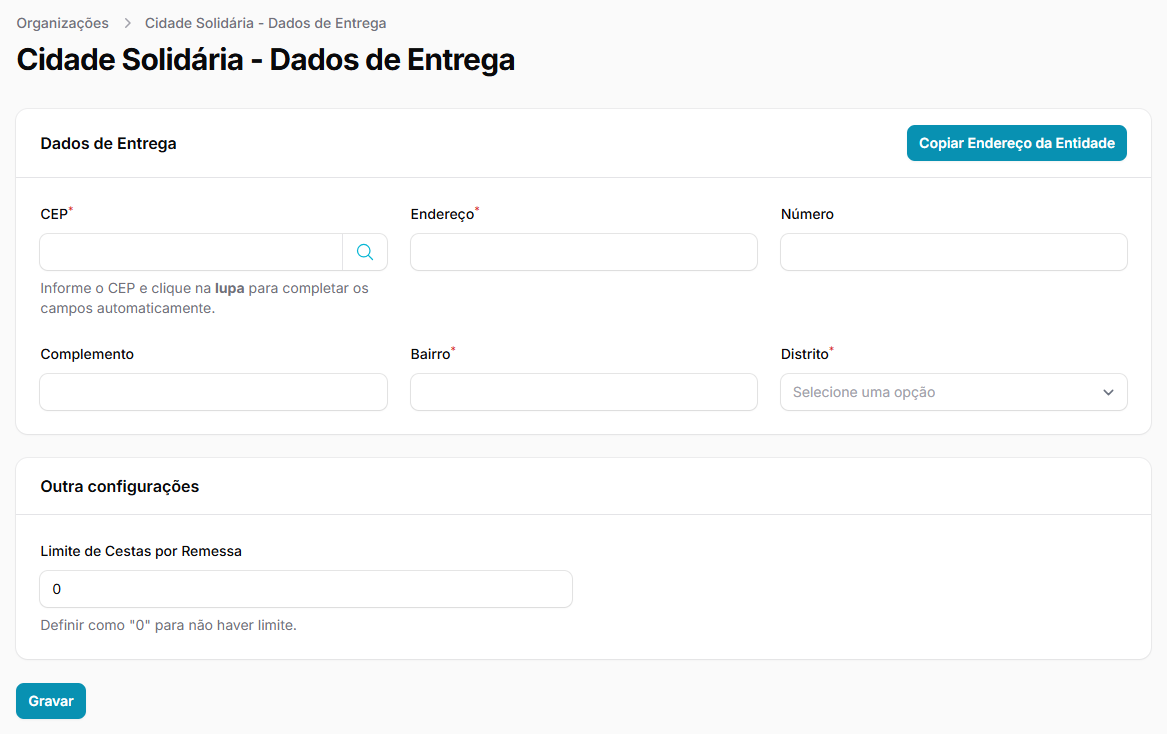 Organizações > Cidade Solidária - Dados de Entrega
Cidade Solidária - Dados de Entrega
Dados de Entrega
Copiar Endereço da Entidade
CEP*
Endereço*
Número
Informe o CEP e clique na lupa para completar os
campos automaticamente.
Complemento
Bairro*
Distrito*
Selecione uma opção
Outra configurações
Limite de Cestas por Remessa
0
Definir como "0" para não haver limite.
Gravar